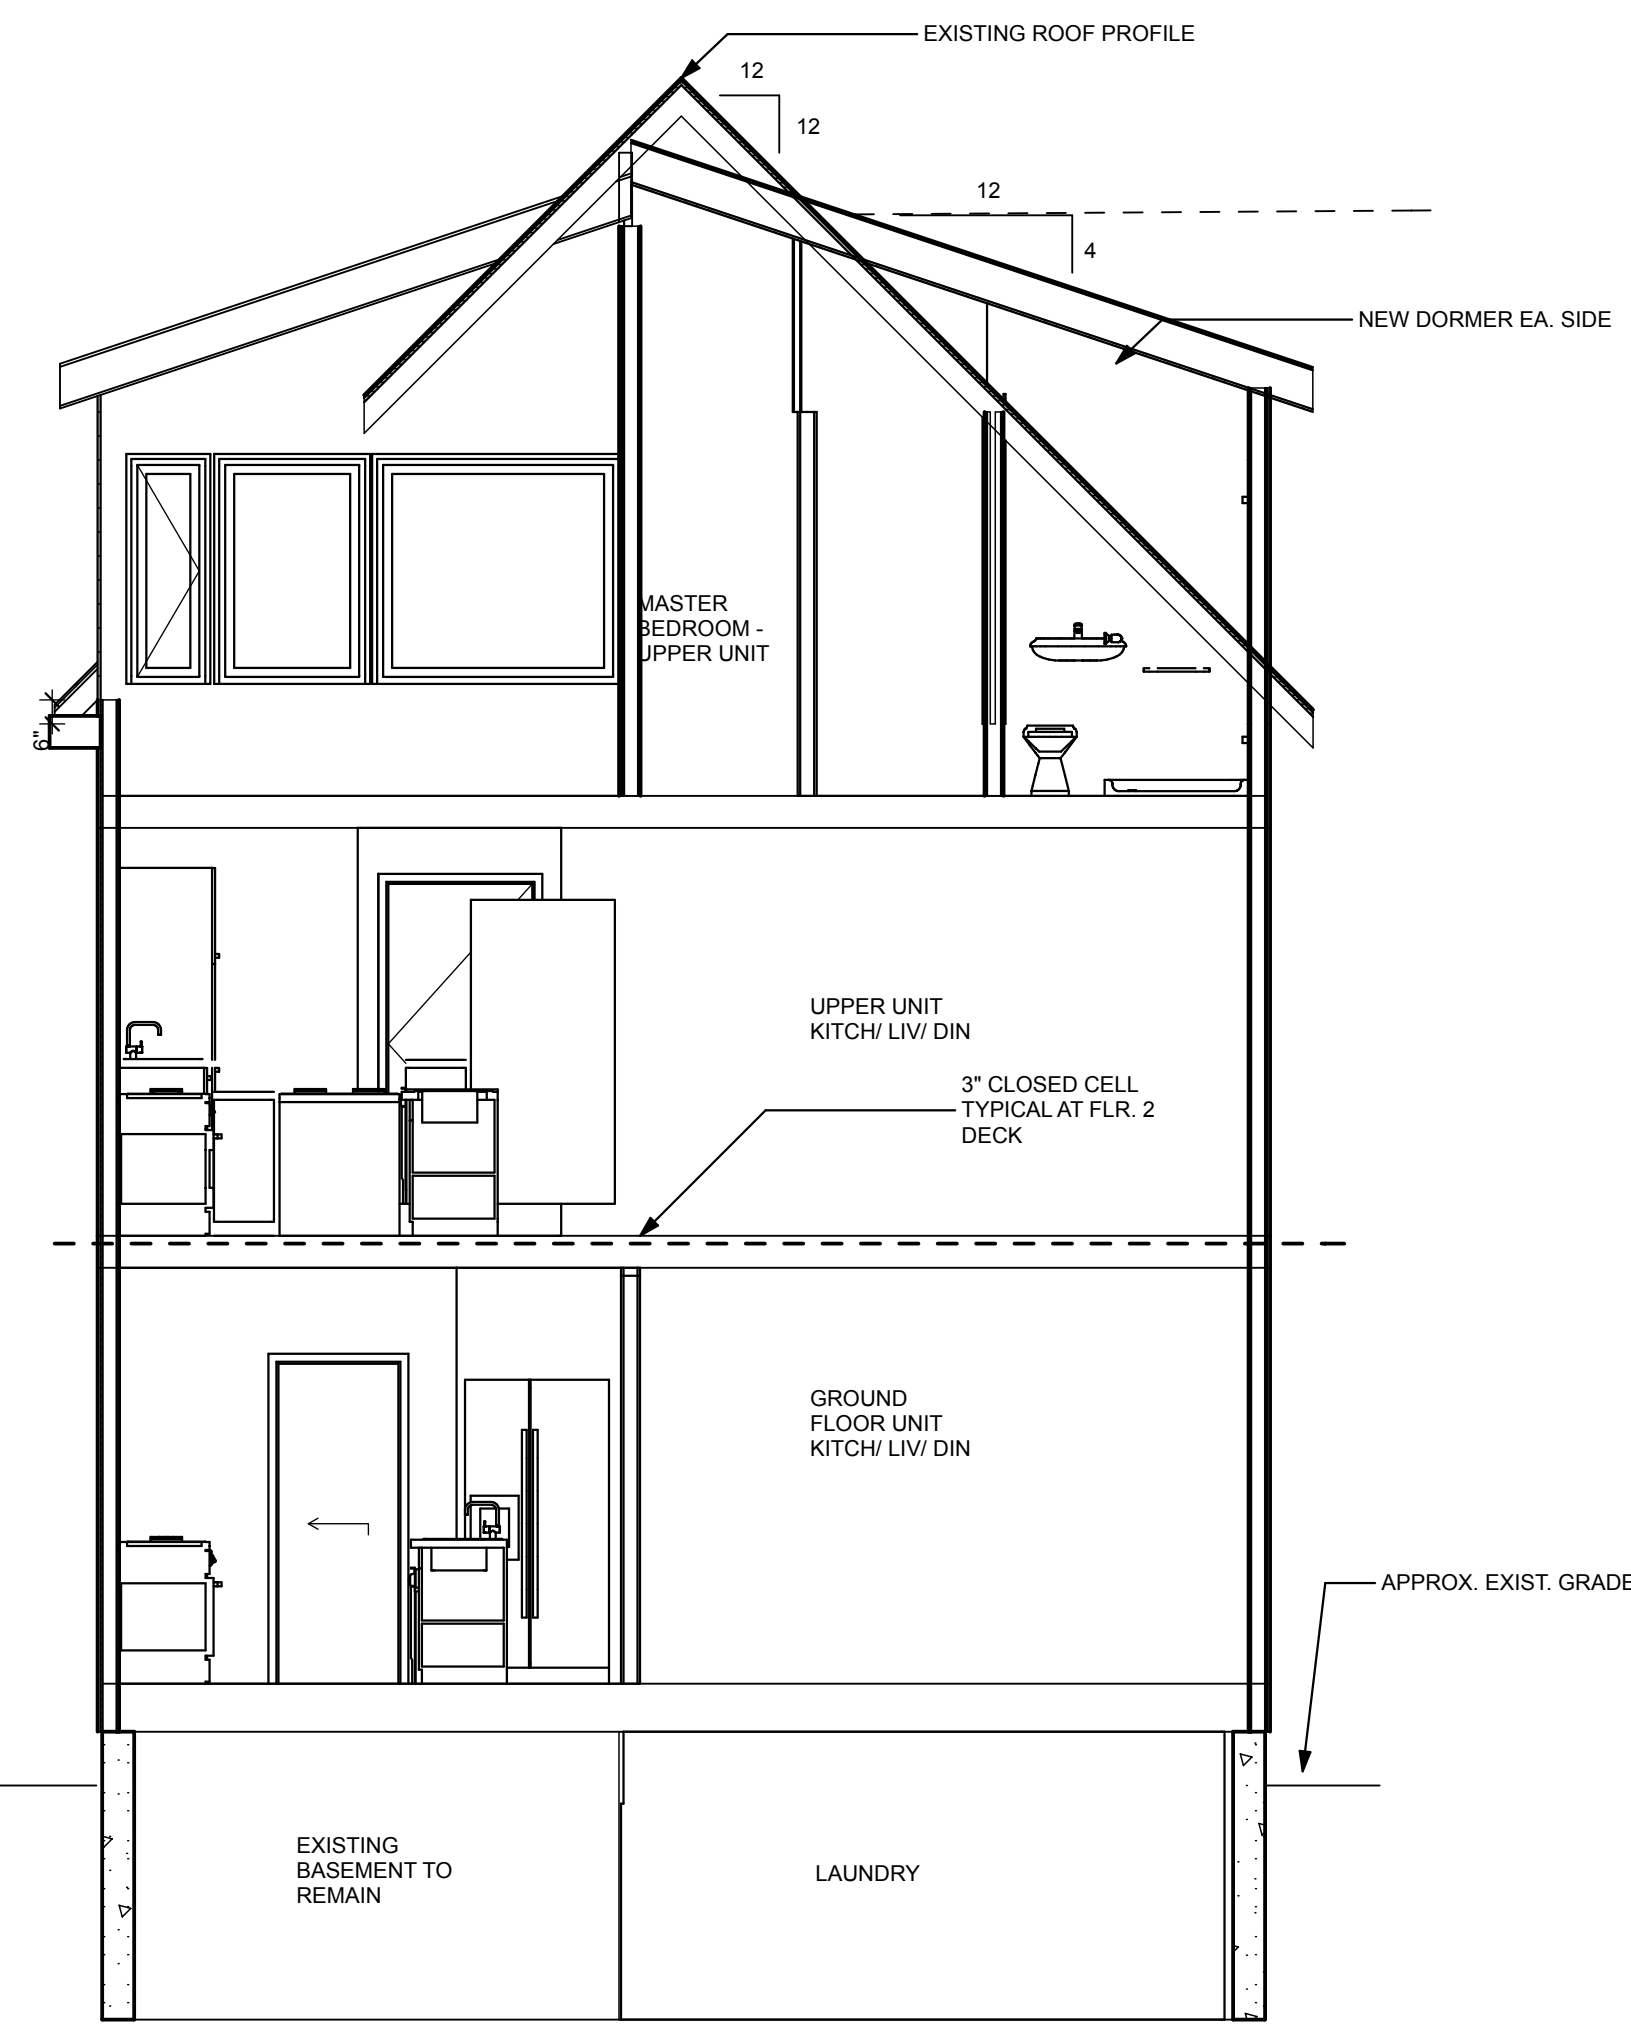 EXISTING ROOF PROFILE
12
12
12
4
NEW DORMER EA. SIDE
MASTER
BEDROOM -
UPPER UNIT
6"
UPPER UNIT
KITCH/ LIV/ DIN
3" CLOSED CELL
TYPICAL AT FLR. 2
DECK
GROUND
FLOOR UNIT
KITCH/ LIV/ DIN
APPROX. EXIST. GRADE
EXISTING
BASEMENT TO
REMAIN
LAUNDRY